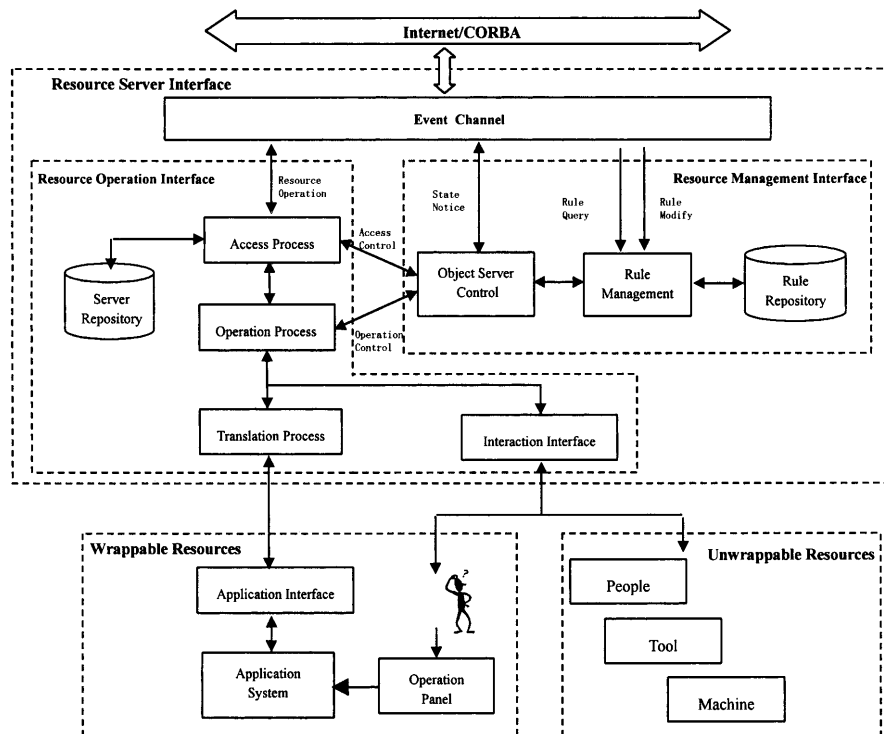 Internet/CORBA
Resource Server Interface
Event Channel
Resource Operation Interface
Resource
Operation
State
Notice
Rule
Query
Rule
Modify
Resource Management Interface
Access Process
Access
Control
Server
Repository
Object Server
Control
Rule
Management
Rule
Repository
Operation Process
Operation
Control
Translation Process
Interaction Interface
Wrappable Resources
Unwrappable Resources
Application Interface
?
People
Tool
Application
System
Operation
Panel
Machine